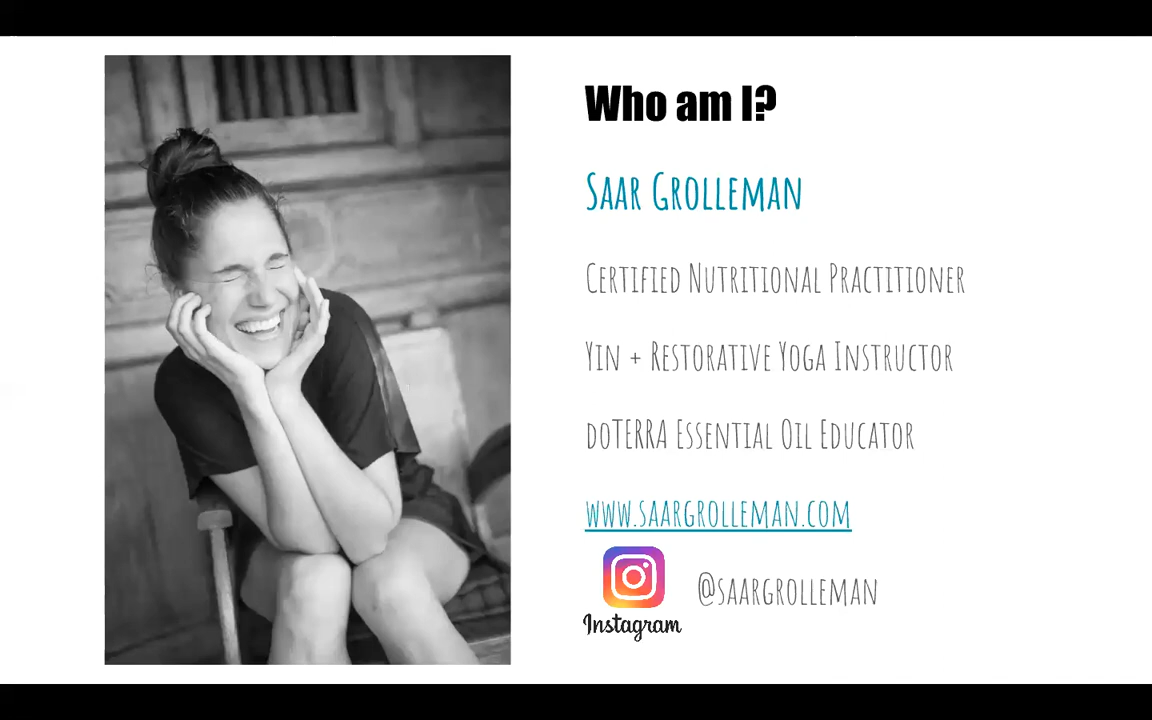 Who am I?
Saar Grolleman
Certified Nutritional Practitioner
Yin + Restorative Yoga Instructor
doTERRA Essential Oil Educator
www.saargrolleman.com
@saargrolleman
Instagram